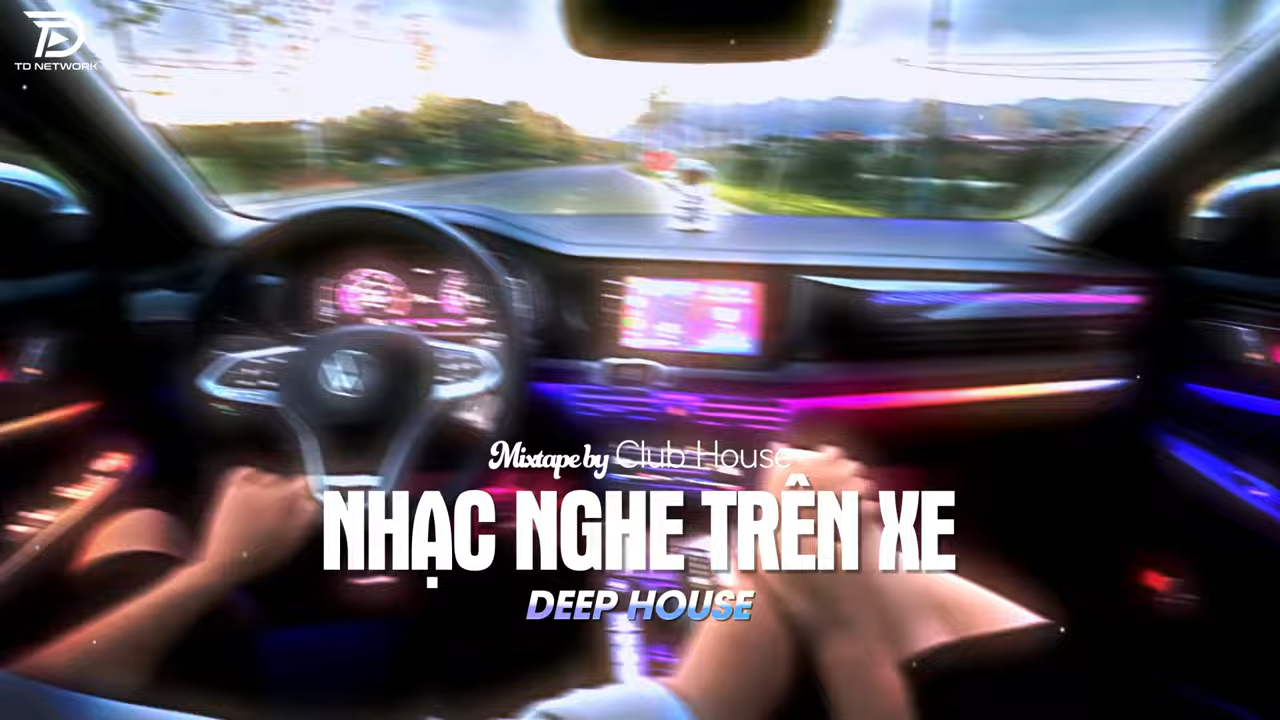 TD NETWORK
Mixtape by Club House
NHẠC NGHE TRÊN XE
DEEP HOUSE